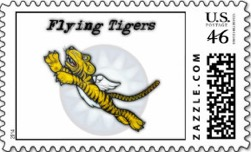 Flying Tigers
U.S.
POSTAGE
46
ZAZZLE.COM